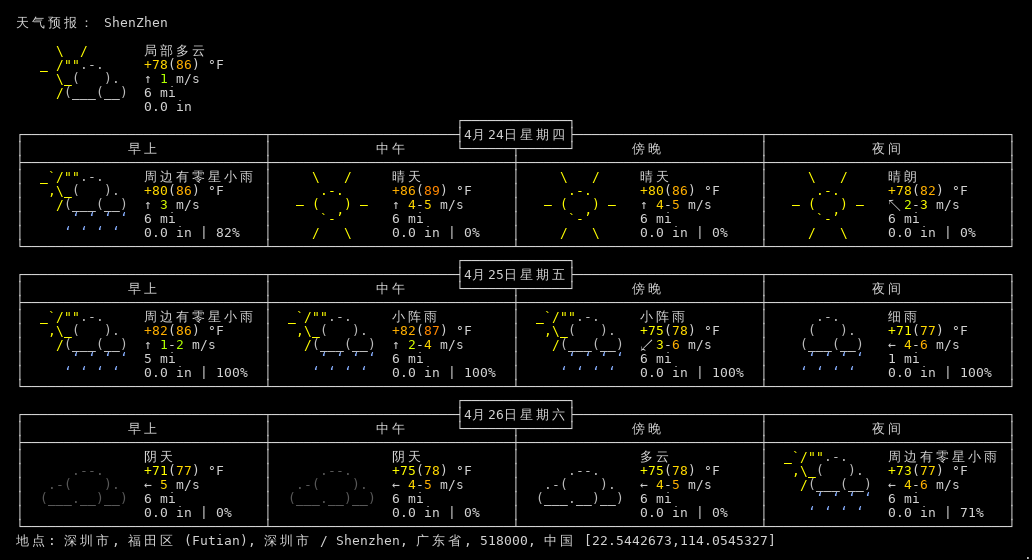 天气预报： ShenZhen
局部多云
+78(86) °F
↑ 1 m/s
6 mi
0.0 in
4月24日星期四
早上 中午 傍晚 夜间
周边有零星小雨 晴天 晴天 晴朗
+80(86) °F +86(89) °F +80(86) °F +78(82) °F
↑ 3 m/s ↑ 4-5 m/s ↑ 4-5 m/s ↖ 2-3 m/s
6 mi 6 mi 6 mi 6 mi
0.0 in | 82% 0.0 in | 0% 0.0 in | 0% 0.0 in | 0%
4月25日星期五
早上 中午 傍晚 夜间
周边有零星小雨 小阵雨 小阵雨 细雨
+82(86) °F +82(87) °F +75(78) °F +71(77) °F
↑ 1-2 m/s ↑ 2-4 m/s ↙ 3-6 m/s ← 4-6 m/s
5 mi 6 mi 6 mi 1 mi
0.0 in | 100% 0.0 in | 100% 0.0 in | 100% 0.0 in | 100%
4月26日星期六
早上 中午 傍晚 夜间
阴天 阴天 多云 周边有零星小雨
+71(77) °F +75(78) °F +75(78) °F +73(77) °F
← 5 m/s ← 4-5 m/s ← 4-5 m/s ← 4-6 m/s
6 mi 6 mi 6 mi 6 mi
0.0 in | 0% 0.0 in | 0% 0.0 in | 0% 0.0 in | 71%
地点: 深圳市, 福田区 (Futian), 深圳市 / Shenzhen, 广东省, 518000, 中国 [22.5442673,114.0545327]